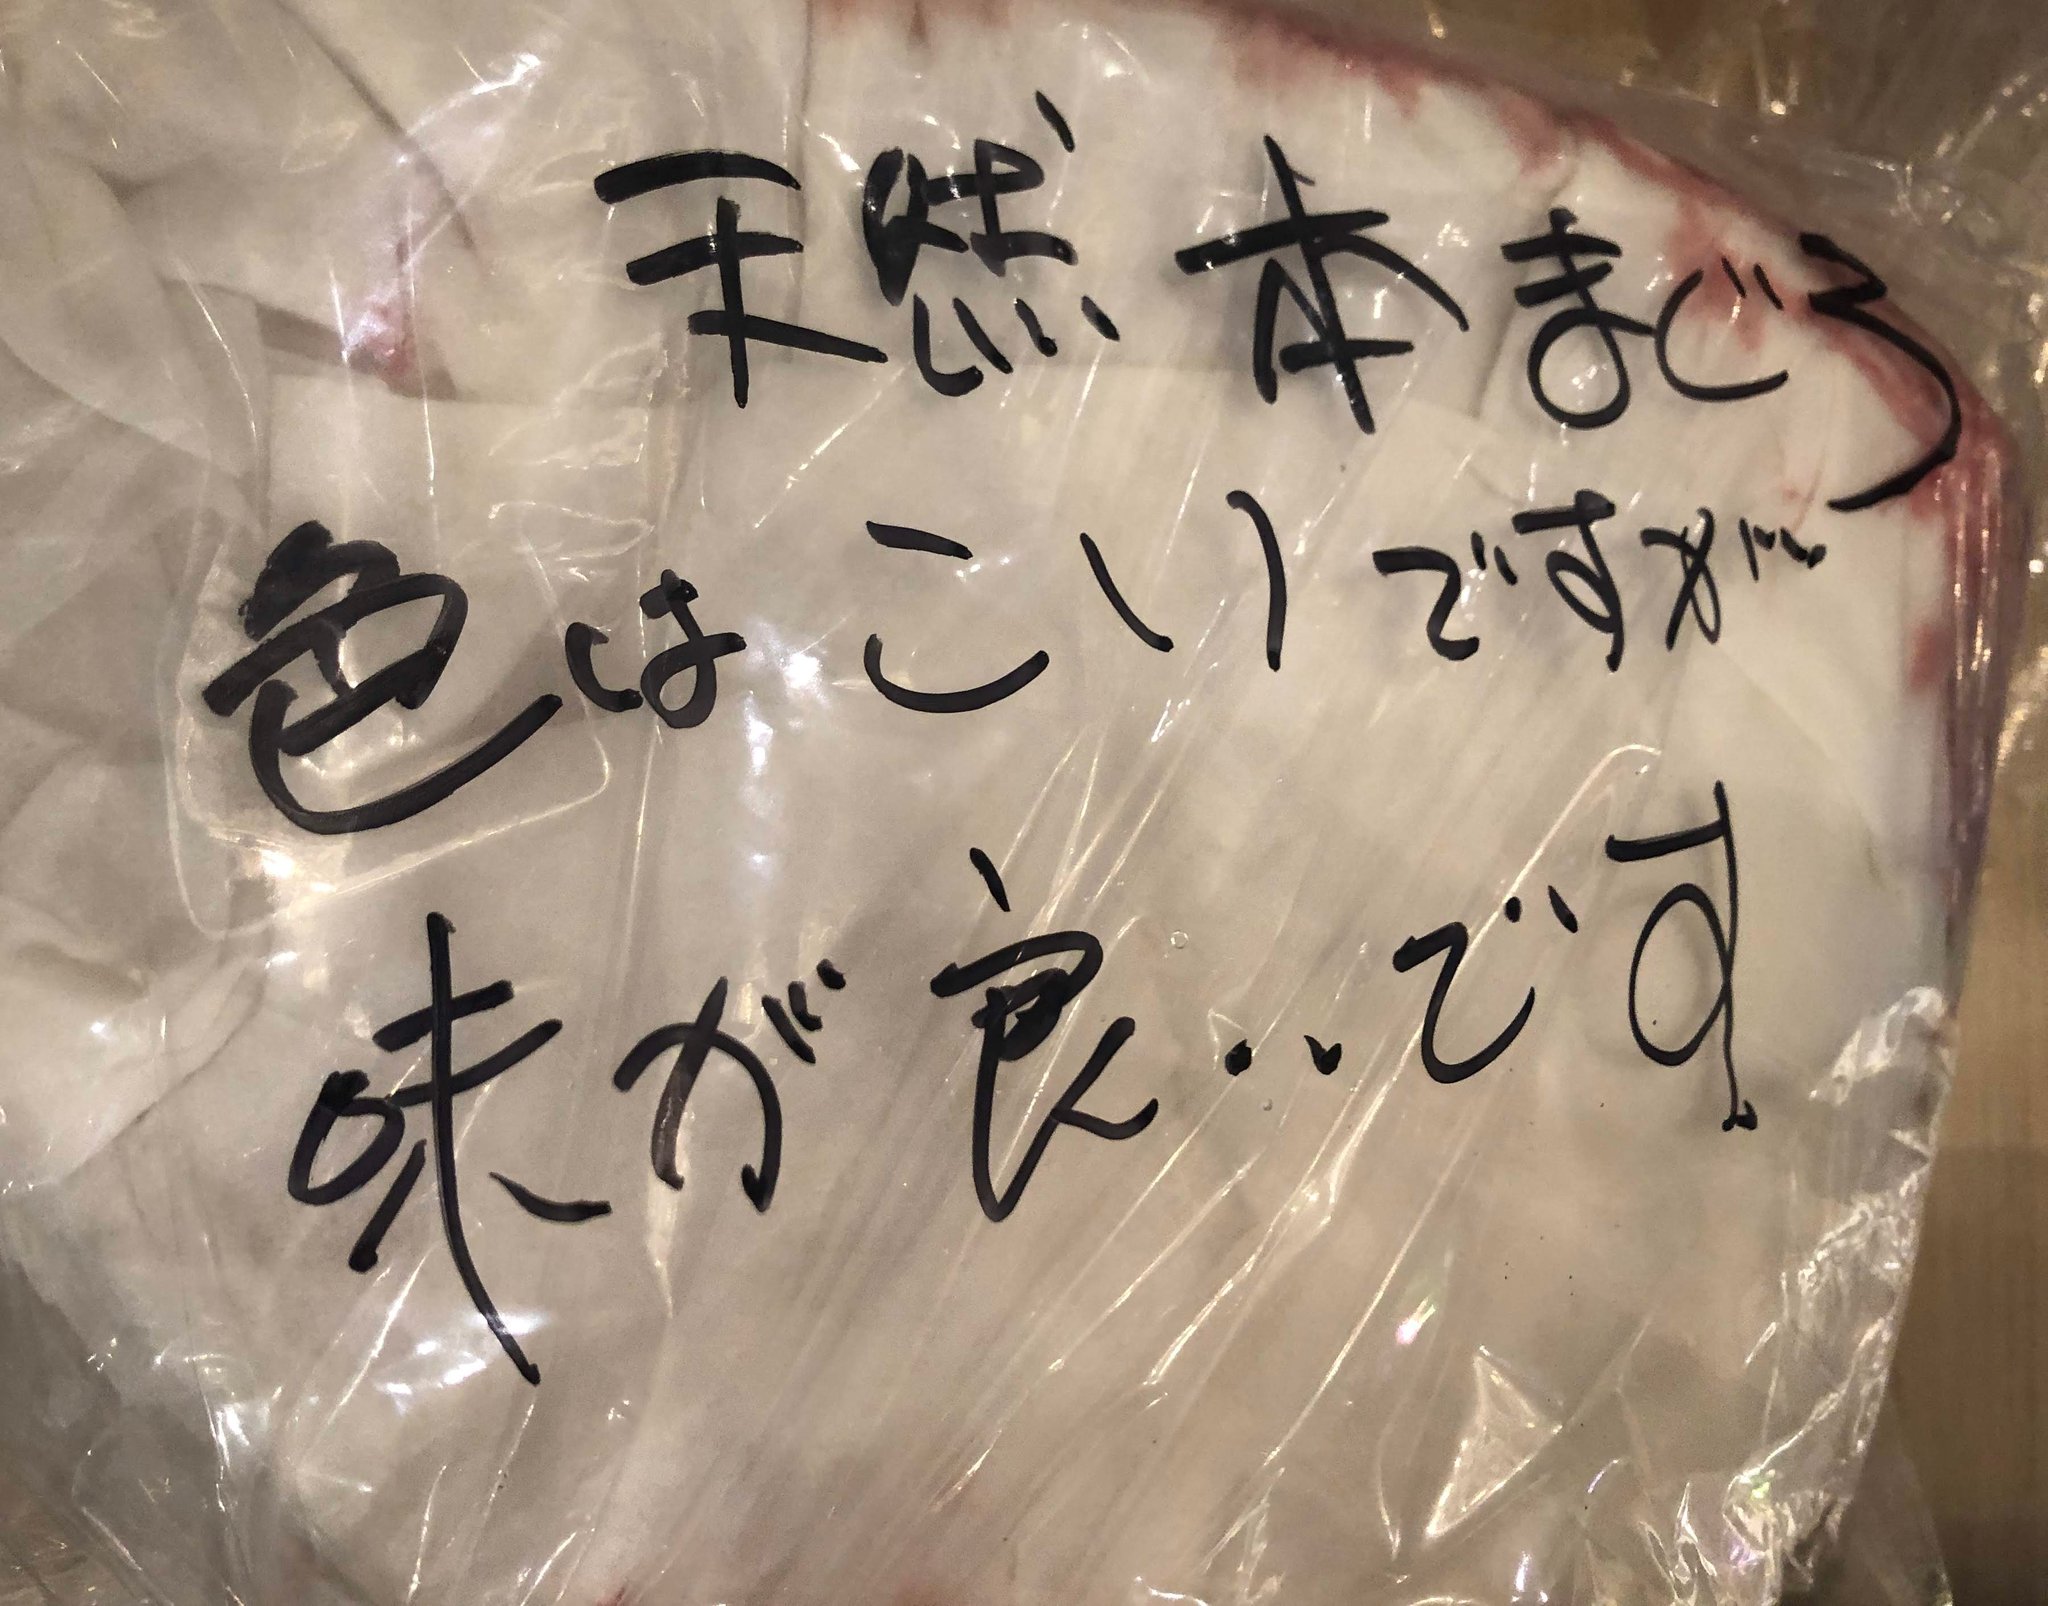 天然本まぐろ
色はこいですが
味が良いです